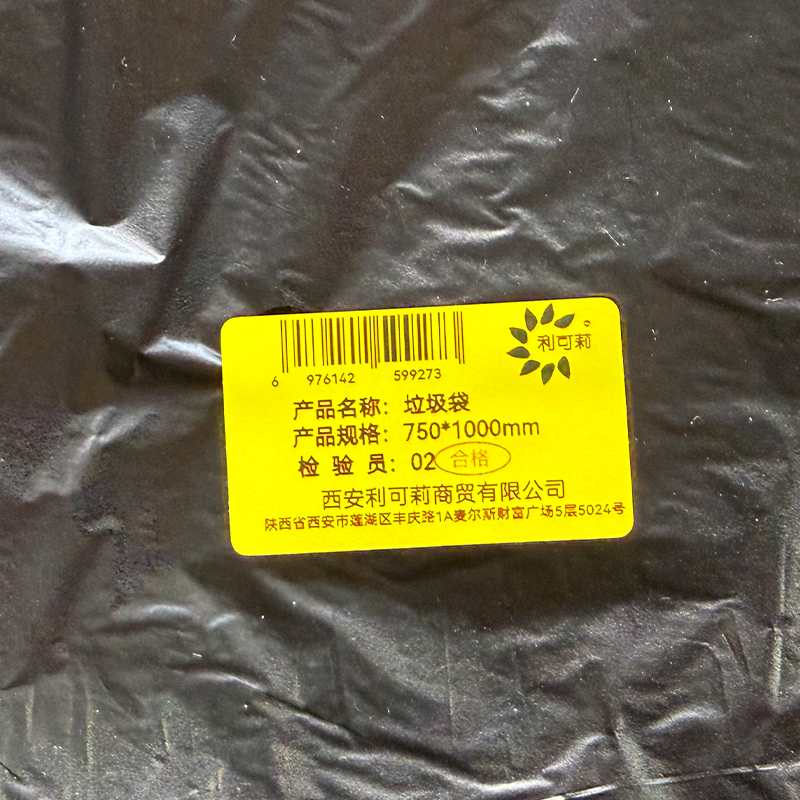 利可莉
6 976142 599273
产品名称：垃圾袋
产品规格：750*1000mm
检验员：02 合格
西安利可莉商贸有限公司
陕西省西安市莲湖区丰庆路1A麦尔斯财富广场5层5024号